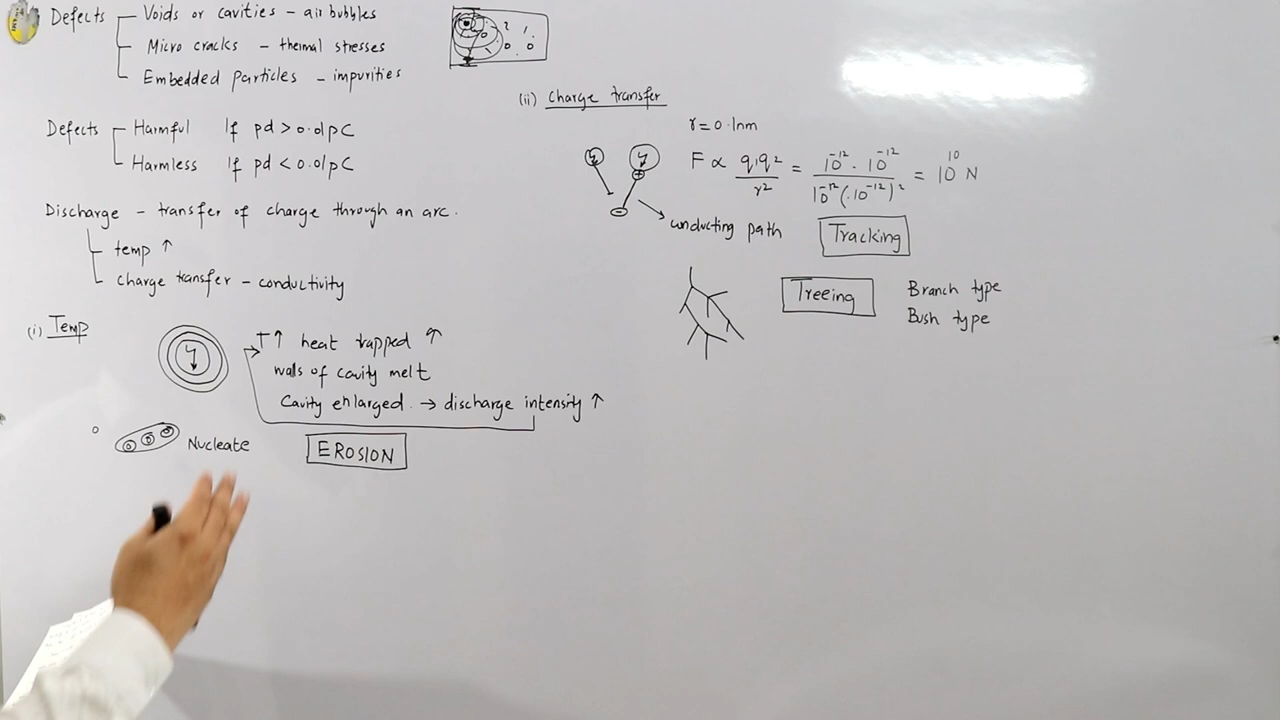 Defects
Voids or cavities - air bubbles
Micro cracks - thermal stresses
Embedded Particles - impurities
Defects
Harmful If pd > 0.01pC
Harmless If pd < 0.01pC
Discharge - transfer of charge through an arc.
temp ↑
charge transfer - conductivity
(i) Temp
T↑ heat trapped ↑
walls of cavity melt
Cavity enlarged. → discharge intensity ↑
Nucleate
EROSION
(ii) Charge transfer
r = 0.1nm
F ∝ q1q2 / r2 = 10^-12 . 10^-12 / 10^-12 (.10^-12)^2 = 10^10 N
conducting path
Tracking
Treeing
Branch type
Bush type